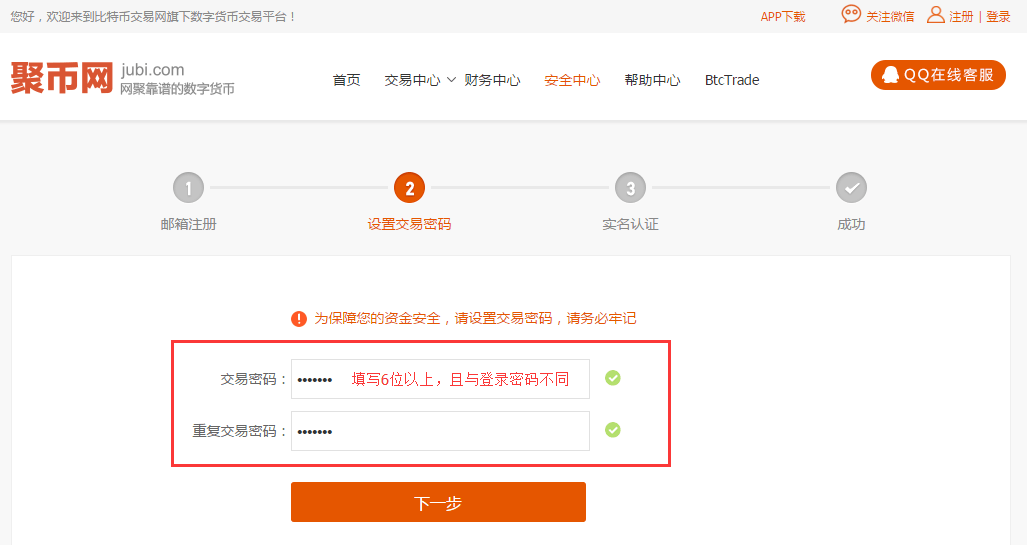 您好，欢迎来到比特币交易网旗下数字货币交易平台！ APP下载 关注微信 注册 | 登录
聚币网 jubi.com
网聚靠谱的数字货币
首页 交易中心 财务中心 安全中心 帮助中心 BtcTrade
QQ在线客服
1 2 3
邮箱注册 设置交易密码 实名认证 成功
为保障您的资金安全，请设置交易密码，请务必牢记
交易密码： ••••••• 填写6位以上，且与登录密码不同
重复交易密码： •••••••
下一步